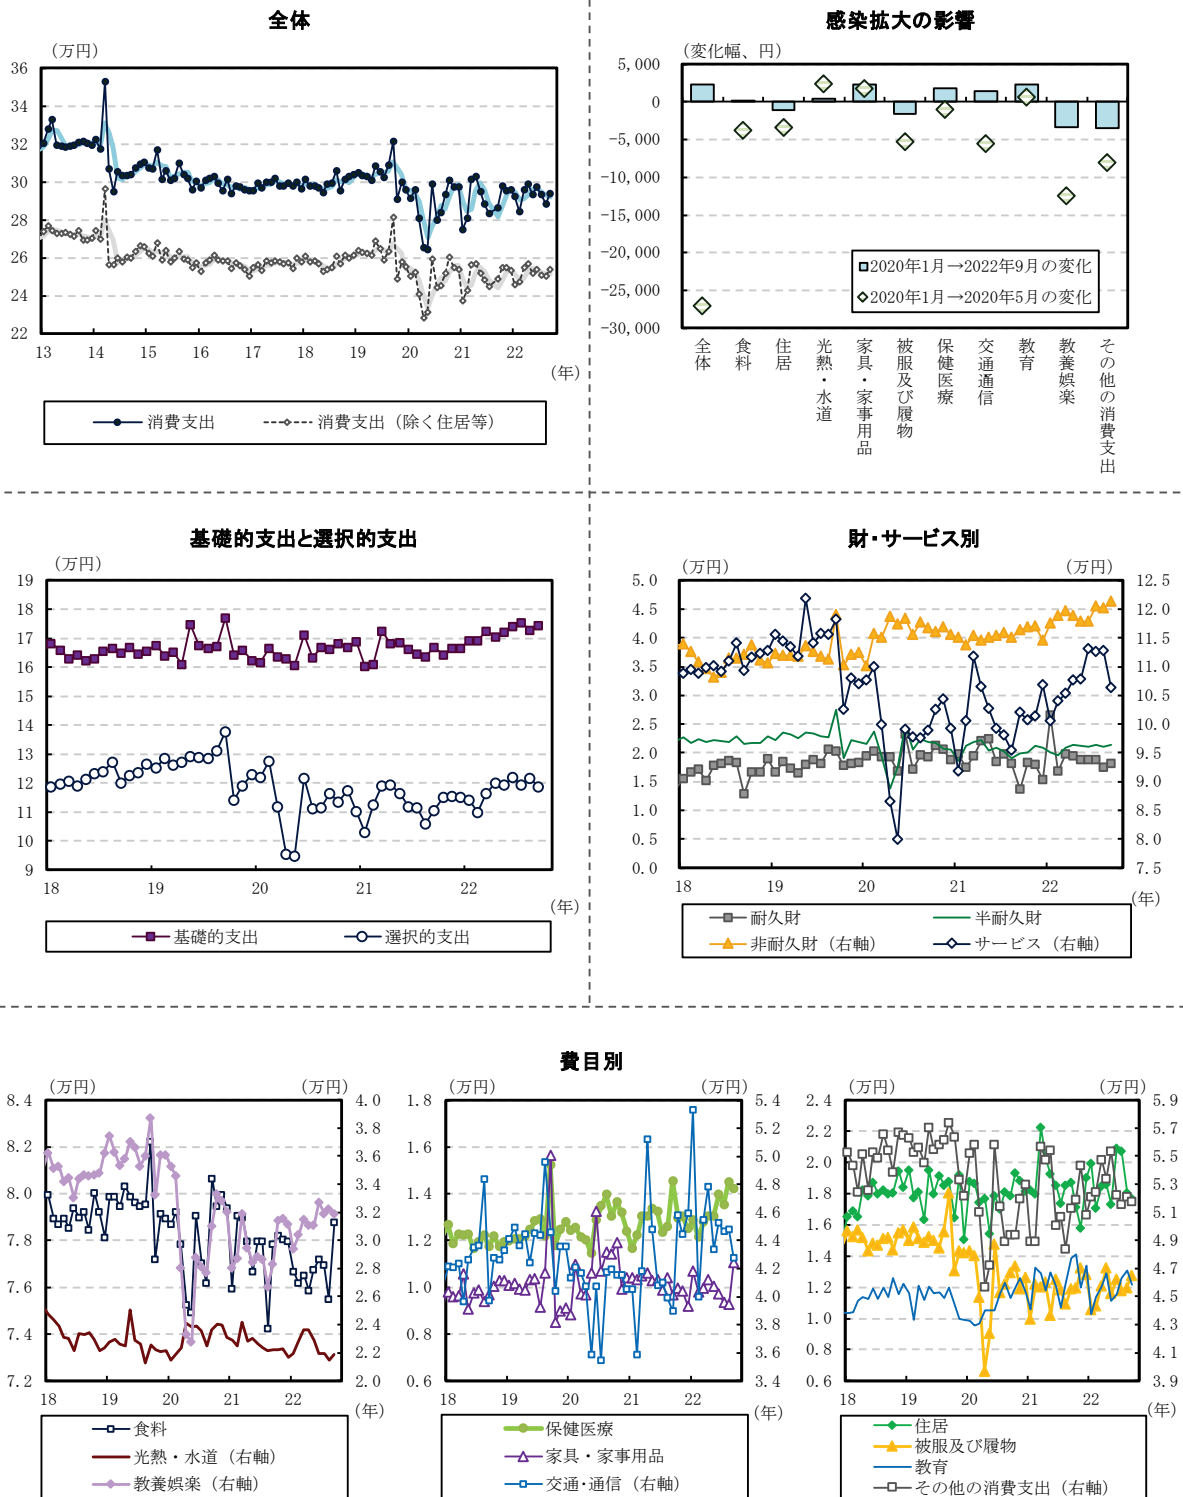 全体
（万円）
36
34
32
30
28
26
24
22
13 14 15 16 17 18 19 20 21 22
（年）
消費支出 消費支出（除く住居等）
感染拡大の影響
（変化幅、円）
5,000
0
-5,000
-10,000
-15,000
-20,000
-25,000
-30,000
2020年1月→2022年9月の変化
2020年1月→2020年5月の変化
全体
食料
住居
光熱・水道
家具・家事用品
被服及び履物
保健医療
交通通信
教育
教養娯楽
その他の消費支出
基礎的支出と選択的支出
（万円）
19
18
17
16
15
14
13
12
11
10
9
18 19 20 21 22
（年）
基礎的支出 選択的支出
財・サービス別
（万円） （万円）
5.0 12.5
4.5 12.0
4.0 11.5
3.5 11.0
3.0 10.5
2.5 10.0
2.0 9.5
1.5 9.0
1.0 8.5
0.5 8.0
0.0 7.5
18 19 20 21 22
（年）
耐久財 半耐久財
非耐久財（右軸） サービス（右軸）
費目別
（万円） （万円）
8.4
8.2
8.0
7.8
7.6
7.4
7.2
4.0
3.8
3.6
3.4
3.2
3.0
2.8
2.6
2.4
2.2
2.0
18 19 20 21 22
（年）
食料
光熱・水道（右軸）
教養娯楽（右軸）
（万円） （万円）
1.8
1.6
1.4
1.2
1.0
0.8
0.6
5.4
5.2
5.0
4.8
4.6
4.4
4.2
4.0
3.8
3.6
3.4
18 19 20 21 22
（年）
保健医療
家具・家事用品
交通・通信（右軸）
（万円） （万円）
2.4
2.2
2.0
1.8
1.6
1.4
1.2
1.0
0.8
0.6
5.9
5.7
5.5
5.3
5.1
4.9
4.7
4.5
4.3
4.1
3.9
18 19 20 21 22
（年）
住居
被服及び履物
教育
その他の消費支出（右軸）